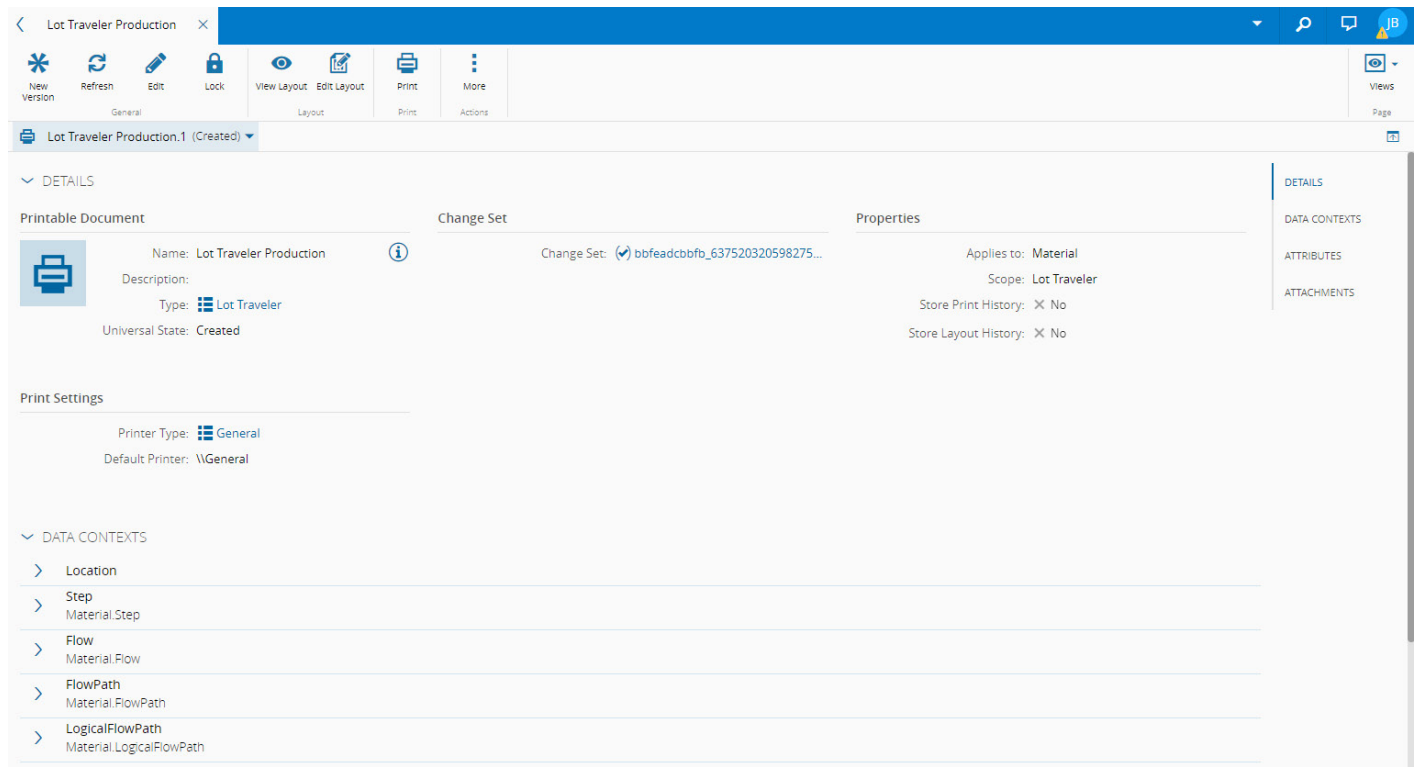 Lot Traveler Production
JB
New Version
Refresh
Edit
Lock
View Layout
Edit Layout
Print
More
Views
General
Layout
Print
Actions
Page
Lot Traveler Production.1 (Created)
DETAILS
Printable Document
Name: Lot Traveler Production
Description:
Type: Lot Traveler
Universal State: Created
Change Set
Change Set: bbfeadcbbfb_637520320598275...
Properties
Applies to: Material
Scope: Lot Traveler
Store Print History: No
Store Layout History: No
DETAILS
DATA CONTEXTS
ATTRIBUTES
ATTACHMENTS
Print Settings
Printer Type: General
Default Printer: \\General
DATA CONTEXTS
Location
Step
Material.Step
Flow
Material.Flow
FlowPath
Material.FlowPath
LogicalFlowPath
Material.LogicalFlowPath